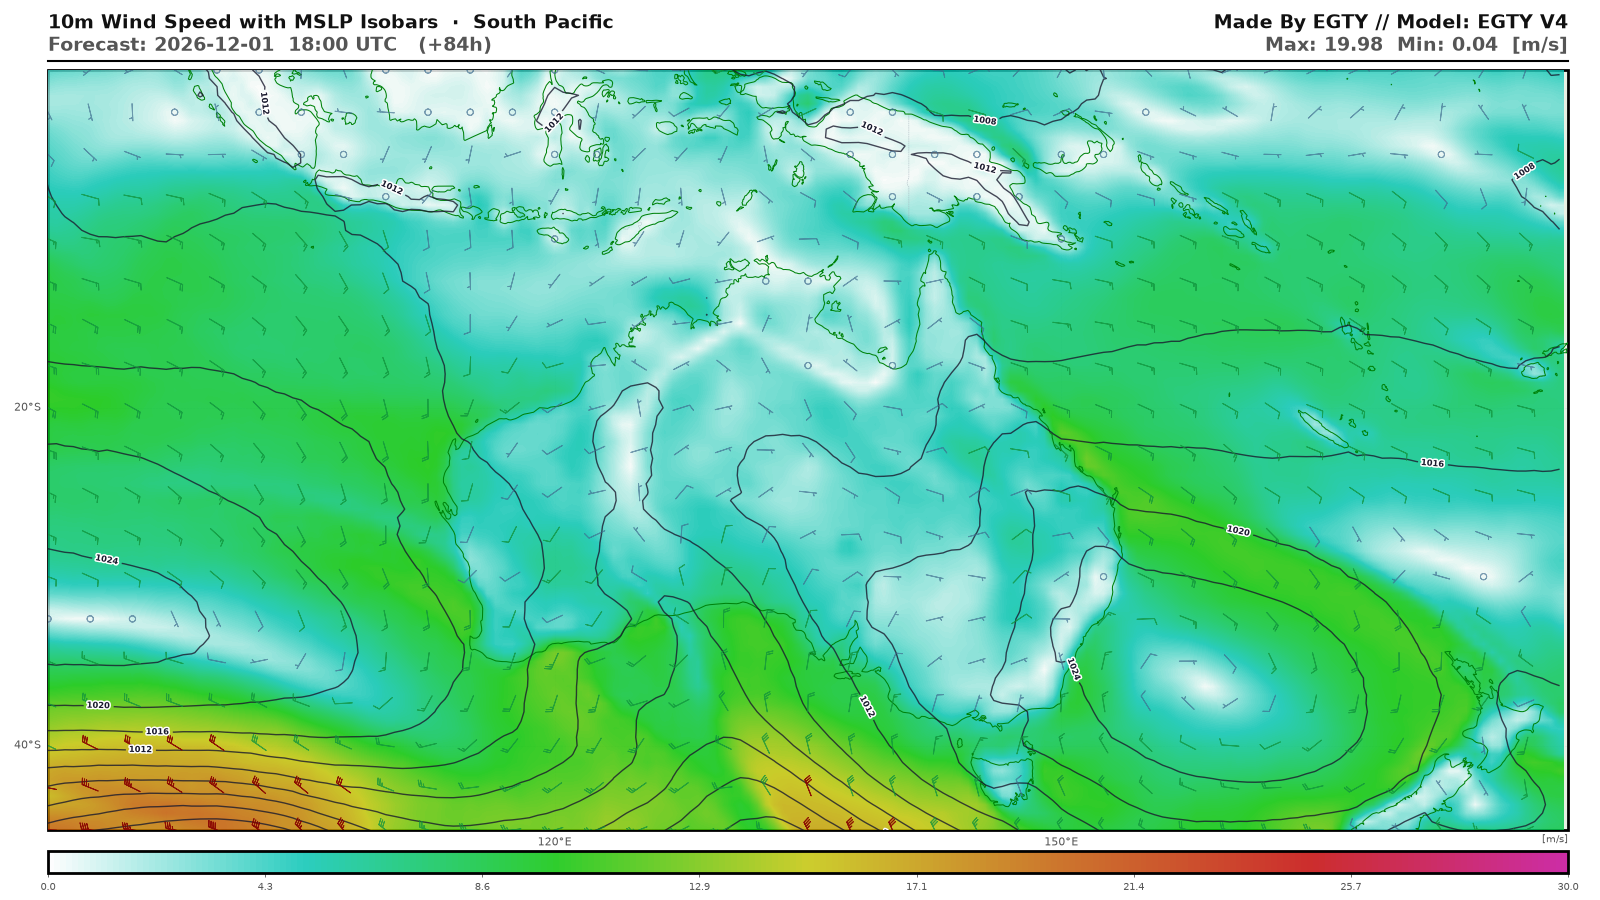 10m Wind Speed with MSLP Isobars · South Pacific
Made By EGTY // Model: EGTY V4
Forecast: 2026-12-01 18:00 UTC (+84h)
Max: 19.98 Min: 0.04 [m/s]
1012
1012
1008
1012
1012
1008
1012
20°S
1016
1020
1024
1024
1020
1012
1016
40°S
1012
120°E
150°E
[m/s]
0.0
4.3
8.6
12.9
17.1
21.4
25.7
30.0